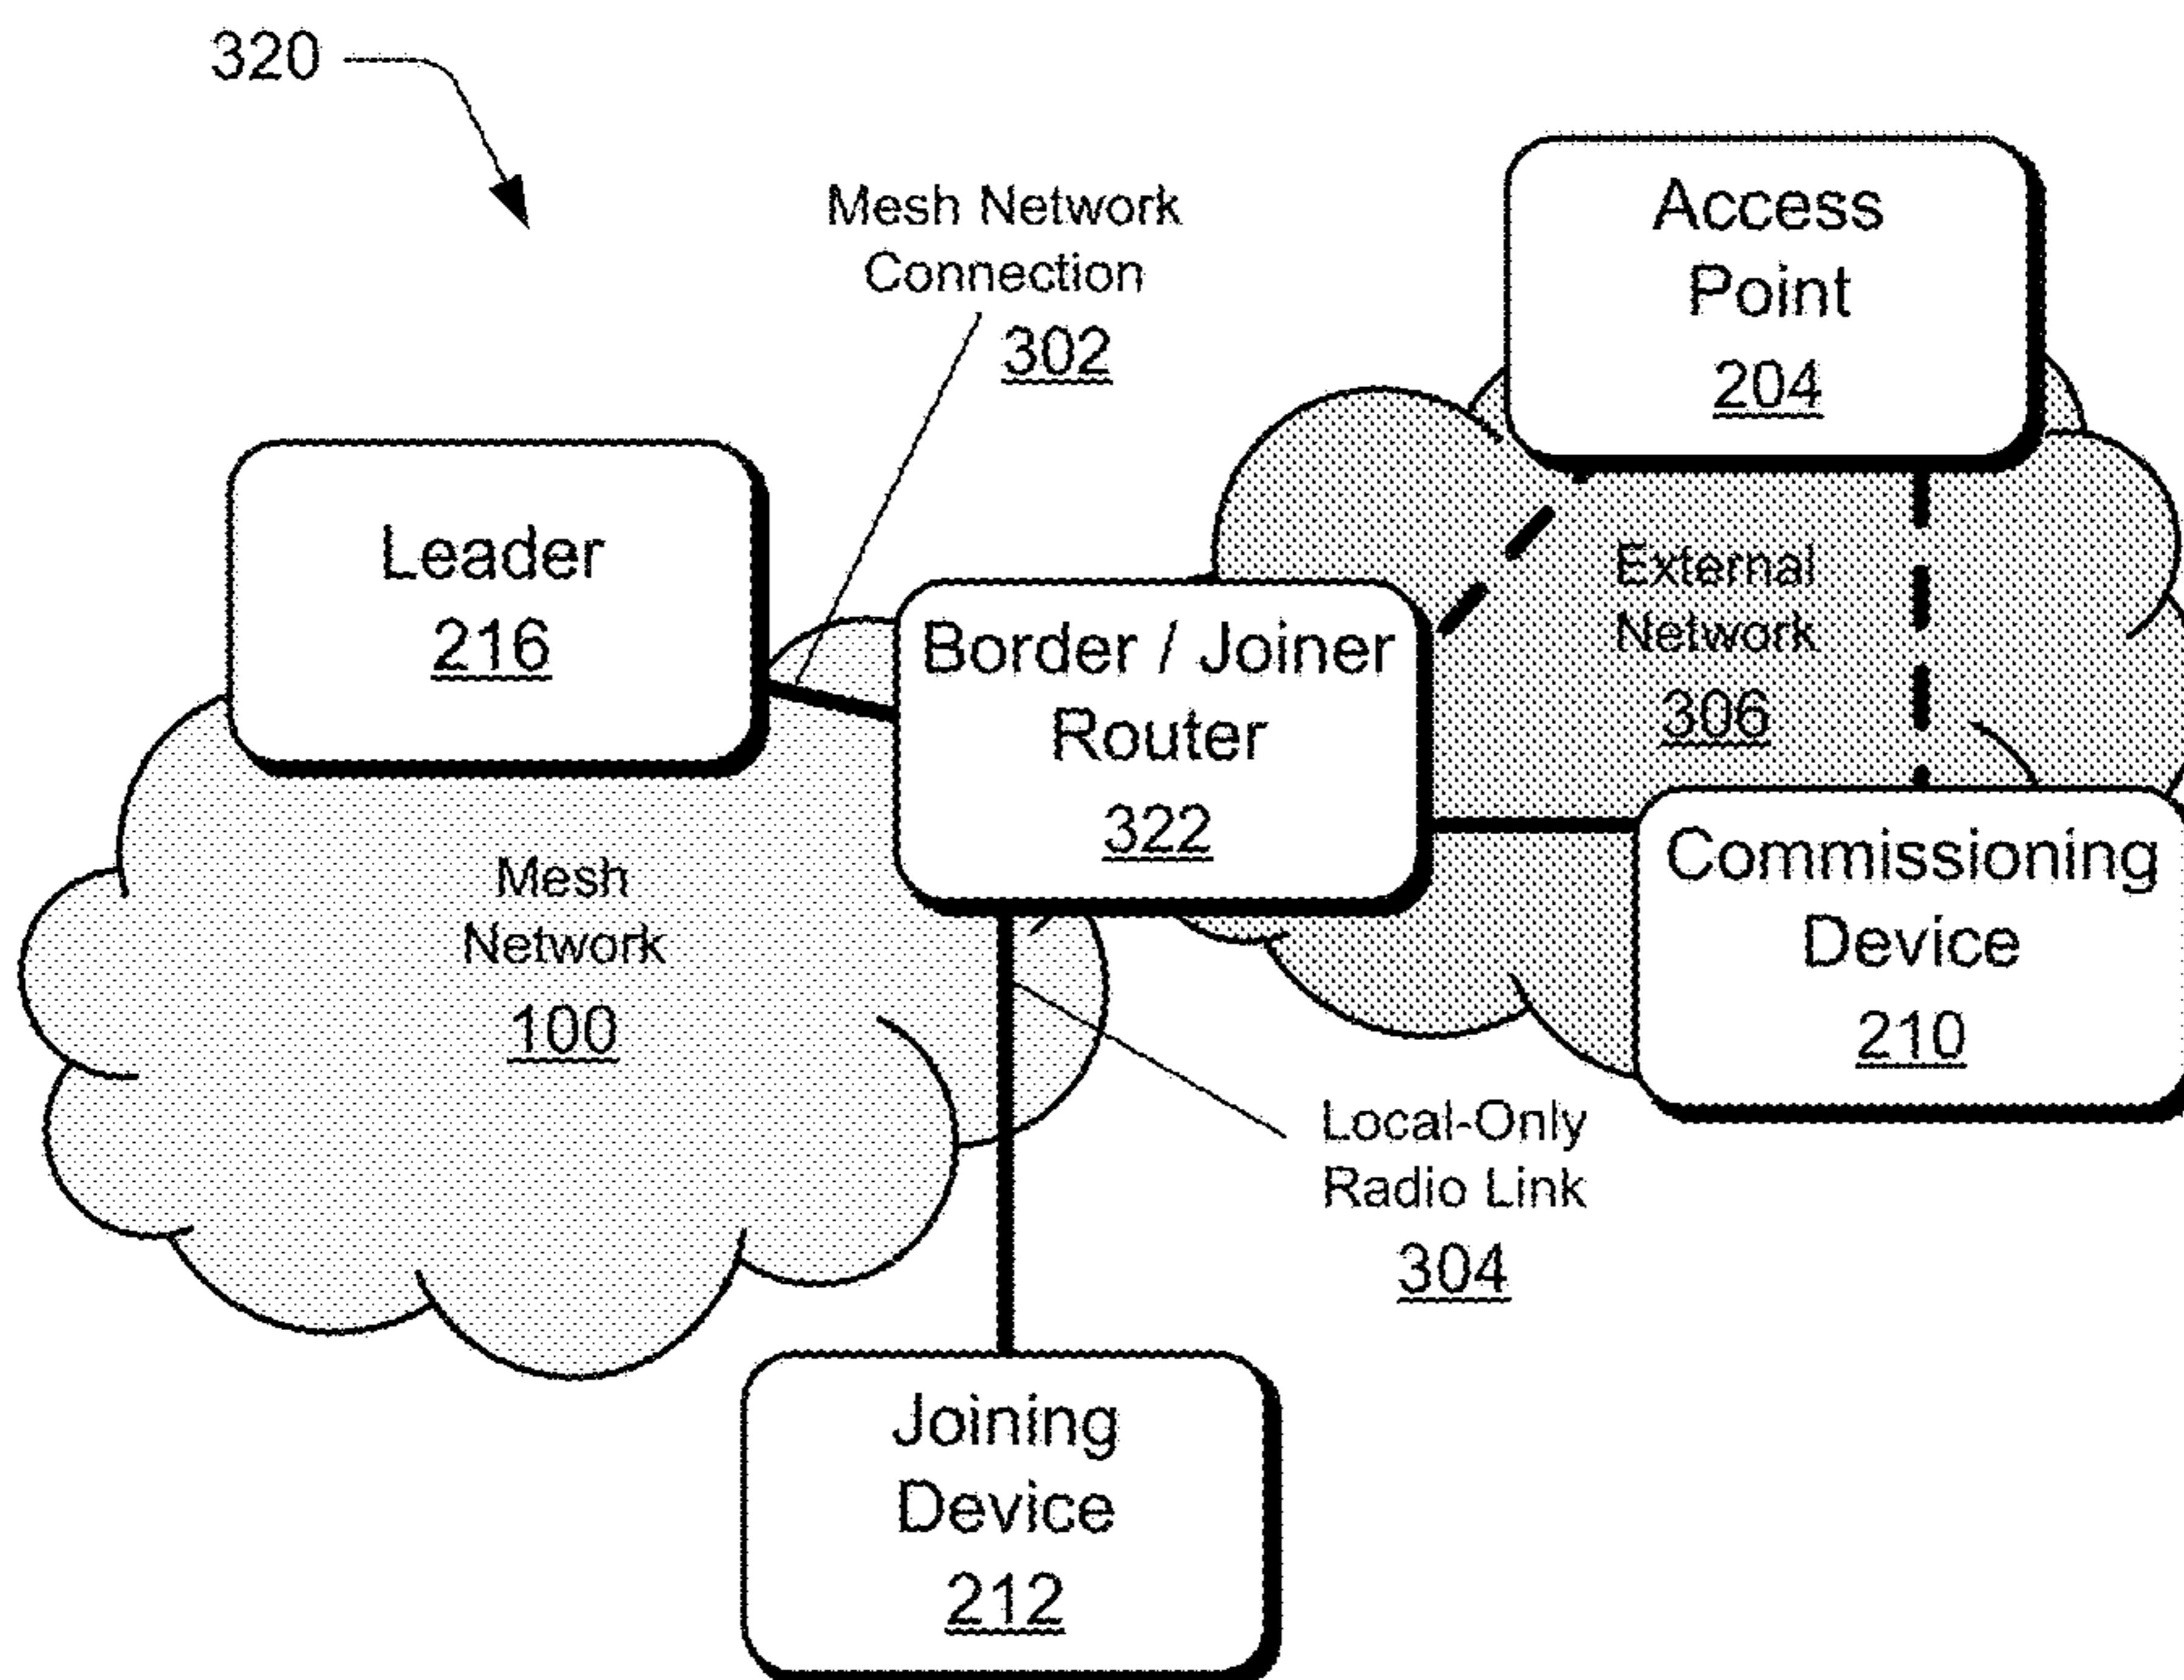 320
Mesh Network
Connection
302
Access
Point
204
Leader
216
External
Network
306
Border / Joiner
Router
322
Commissioning
Device
210
Mesh
Network
100
Local-Only
Radio Link
304
Joining
Device
212